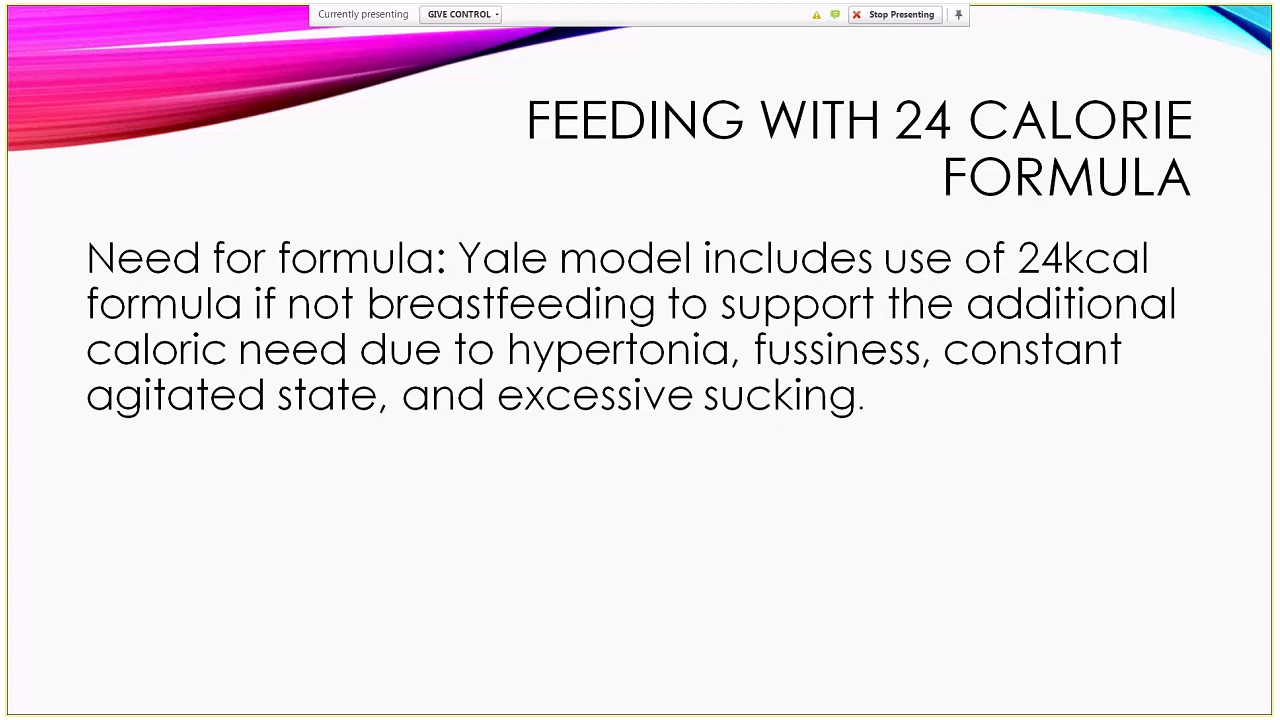 Currently presenting GIVE CONTROL Stop Presenting
FEEDING WITH 24 CALORIE
FORMULA
Need for formula: Yale model includes use of 24kcal
formula if not breastfeeding to support the additional
caloric need due to hypertonia, fussiness, constant
agitated state, and excessive sucking.